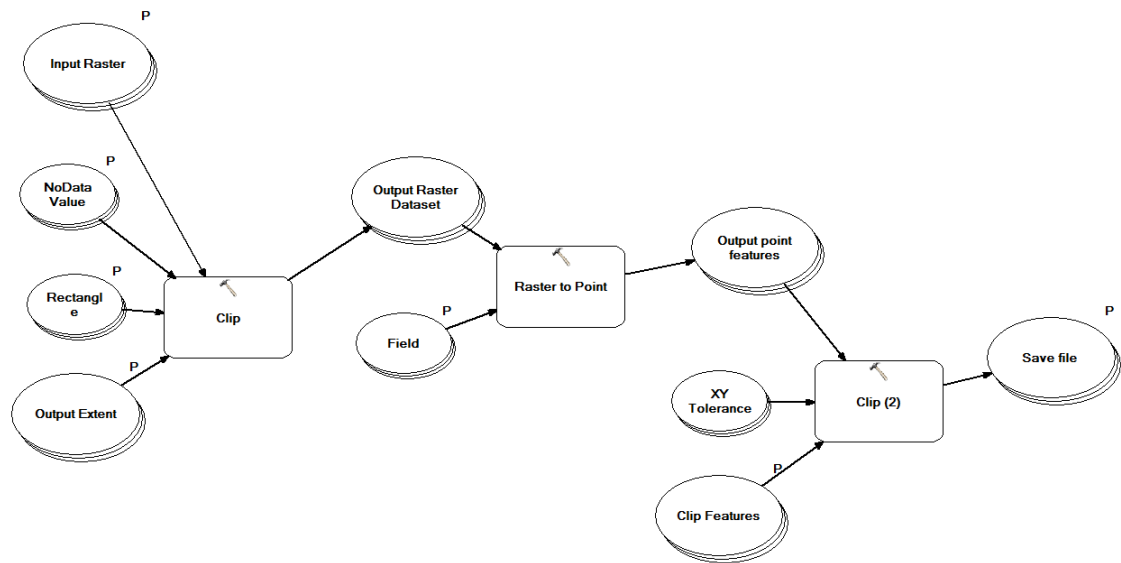 P
Input Raster
P
NoData
Value
P
Rectangl
e
P
Output Extent
Clip
Output Raster
Dataset
P
Field
Raster to Point
Output point
features
XY
Tolerance
P
Clip Features
Clip (2)
P
Save file